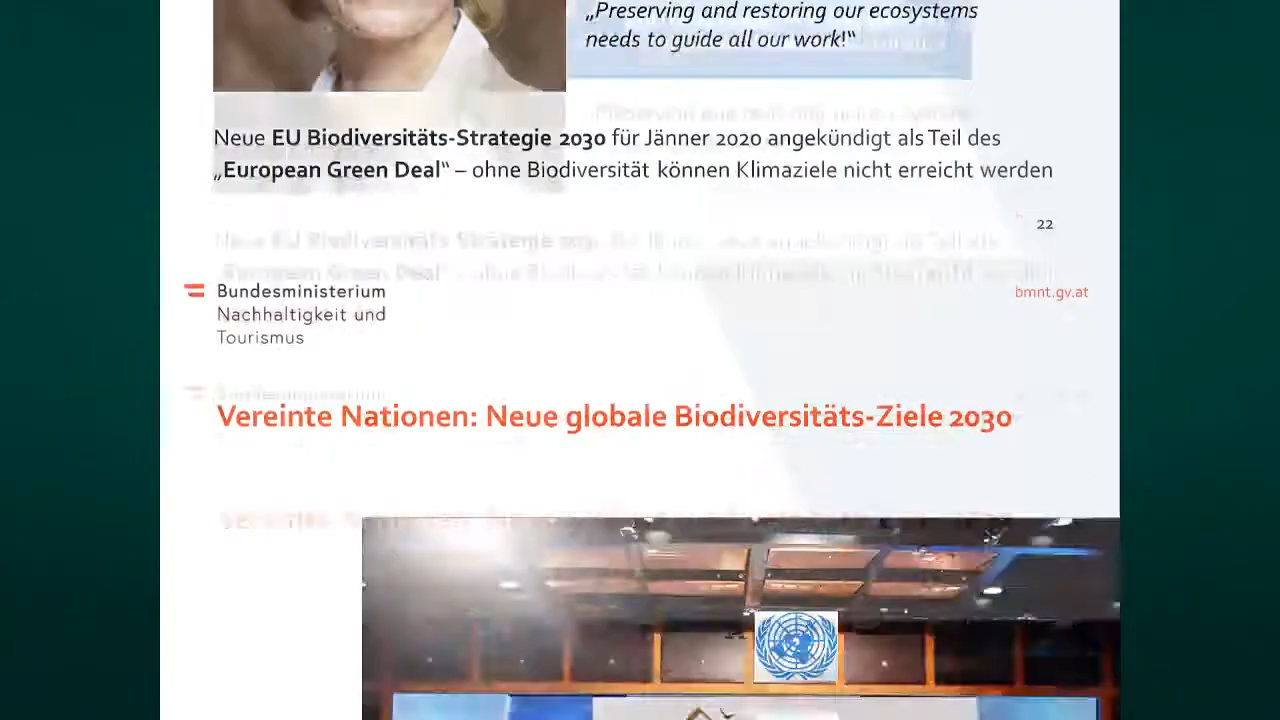 „Preserving and restoring our ecosystems
needs to guide all our work!“
Neue EU Biodiversitäts-Strategie 2030 für Jänner 2020 angekündigt als Teil des
„European Green Deal“ – ohne Biodiversität können Klimaziele nicht erreicht werden
22
Bundesministerium
Nachhaltigkeit und
Tourismus
bmnt.gv.at
Vereinte Nationen: Neue globale Biodiversitäts-Ziele 2030